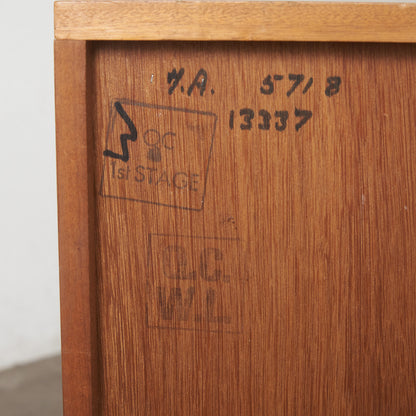 Y.A. 5718
13337
QC
1st STAGE
Q.C.
W.L.